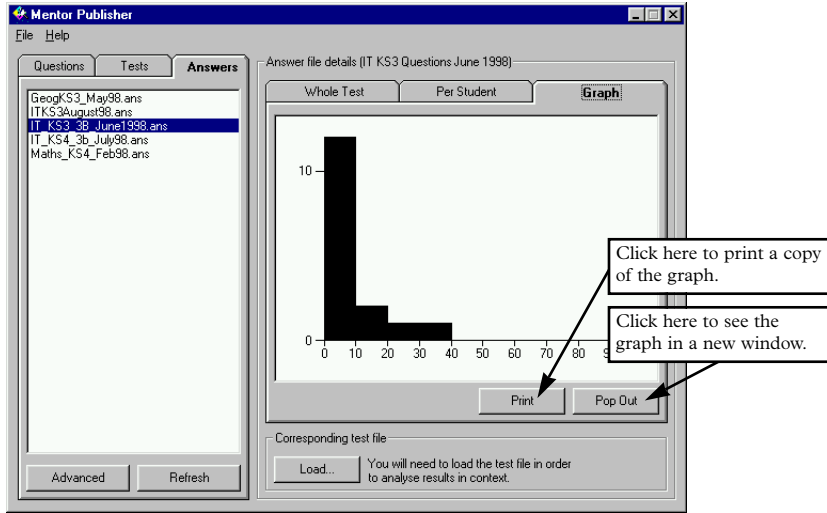 Mentor Publisher
File Help
Questions Tests Answers
GeogKS3_May98.ans
ITKS3August98.ans
IT_KS3_3B_June1998.ans
IT_KS4_3b_July98.ans
Maths_KS4_Feb98.ans
Advanced Refresh
Answer file details (IT KS3 Questions June 1998)
Whole Test Per Student Graph
10
0
0 10 20 30 40 50 60 70 80 9
Print Pop Out
Click here to print a copy
of the graph.
Click here to see the
graph in a new window.
Corresponding test file
Load...
You will need to load the test file in order
to analyse results in context.